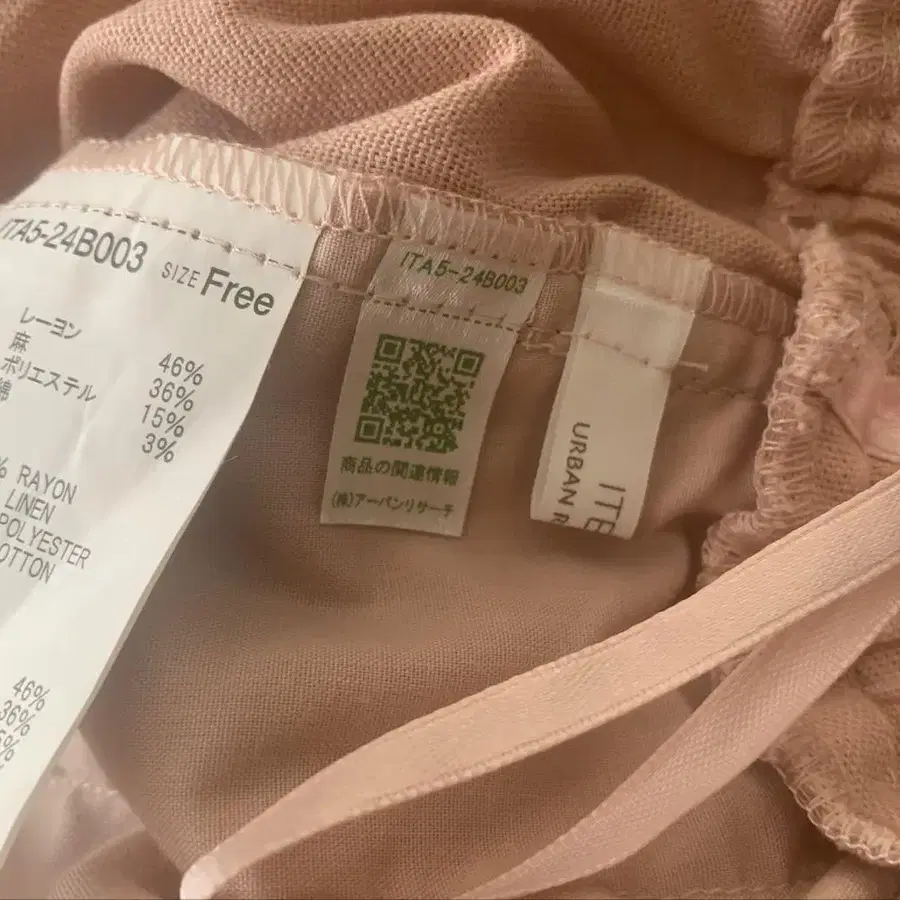 ITA5-24B003
SIZE Free
レーヨン 46%
麻 36%
ポリエステル 15%
綿 3%
% RAYON
LINEN
POLYESTER
OTTON
46%
36%
5%
ITA5-24B003
商品の関連情報
(株)アーバンリサーチ
ITE
URBAN R